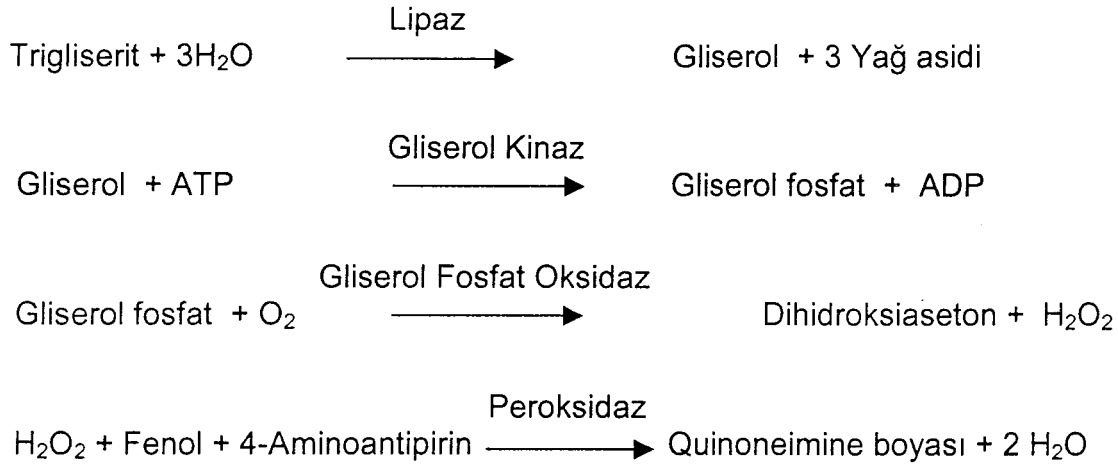 Lipaz
Trigliserit + 3H₂O Gliserol + 3 Yağ asidi
Gliserol Kinaz
Gliserol + ATP Gliserol fosfat + ADP
Gliserol Fosfat Oksidaz
Gliserol fosfat + O₂ Dihidroksiaseton + H₂O₂
Peroksidaz
H₂O₂ + Fenol + 4-Aminoantipirin Quinoneimine boyası + 2 H₂O